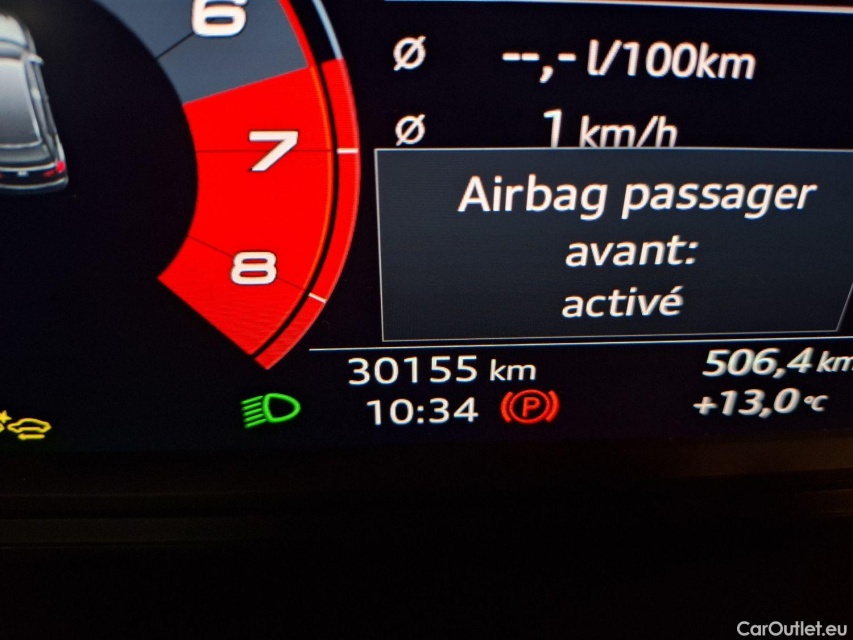 6
7
8
Ø --,- l/100km
Ø 1 km/h
Airbag passager
avant:
activé
30155 km 506,4 km
10:34 (P) +13,0 °C
CarOutlet.eu